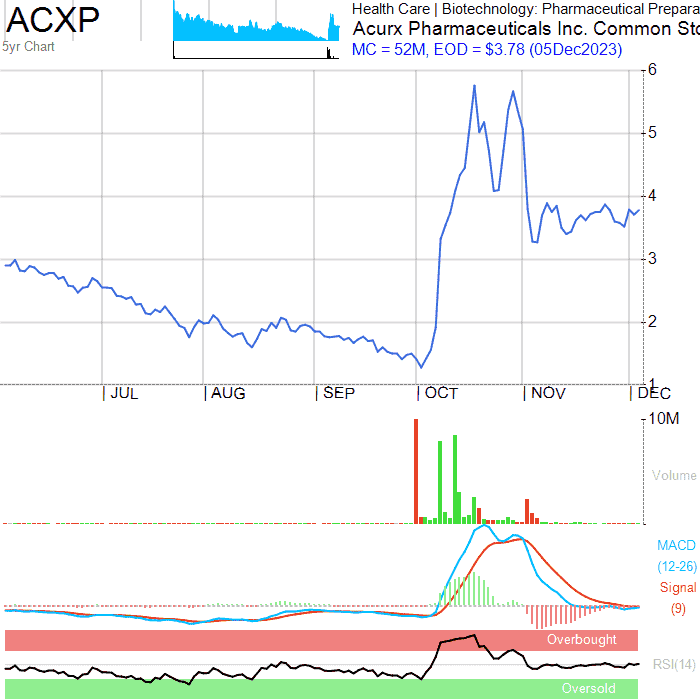 ACXP
5yr Chart
Health Care | Biotechnology: Pharmaceutical Prepara
Acurx Pharmaceuticals Inc. Common Sto
MC = 52M, EOD = $3.78 (05Dec2023)
6
5
4
3
2
1
JUL AUG SEP OCT NOV DEC
10M
Volume
MACD
(12-26)
Signal
(9)
Overbought
RSI(14)
Oversold